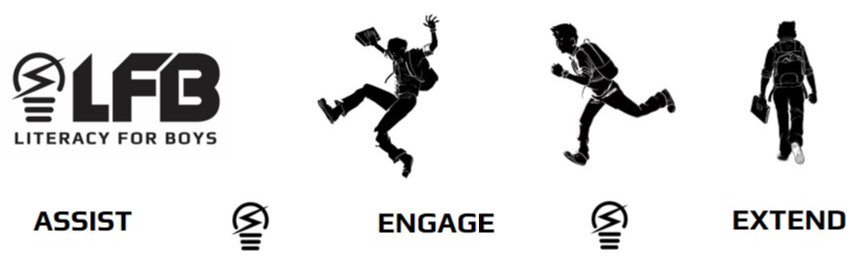 LFB
LITERACY FOR BOYS
ASSIST ENGAGE EXTEND